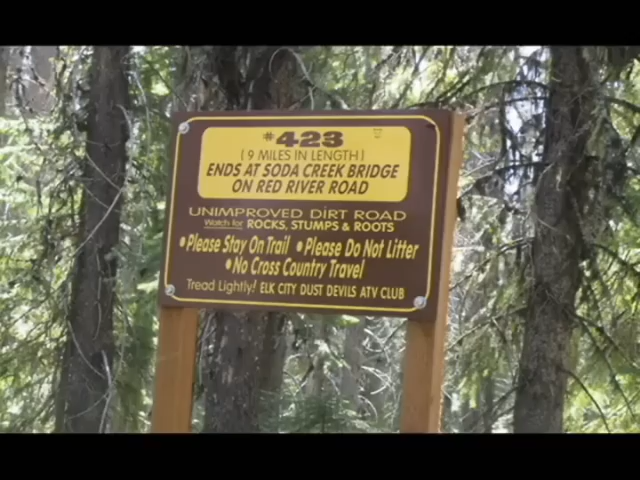 #423
[ 9 MILES IN LENGTH ]
ENDS AT SODA CREEK BRIDGE
ON RED RIVER ROAD
UNIMPROVED DIRT ROAD
Watch for ROCKS, STUMPS & ROOTS
•Please Stay On Trail •Please Do Not Litter
•No Cross Country Travel
Tread Lightly! ELK CITY DUST DEVILS ATV CLUB